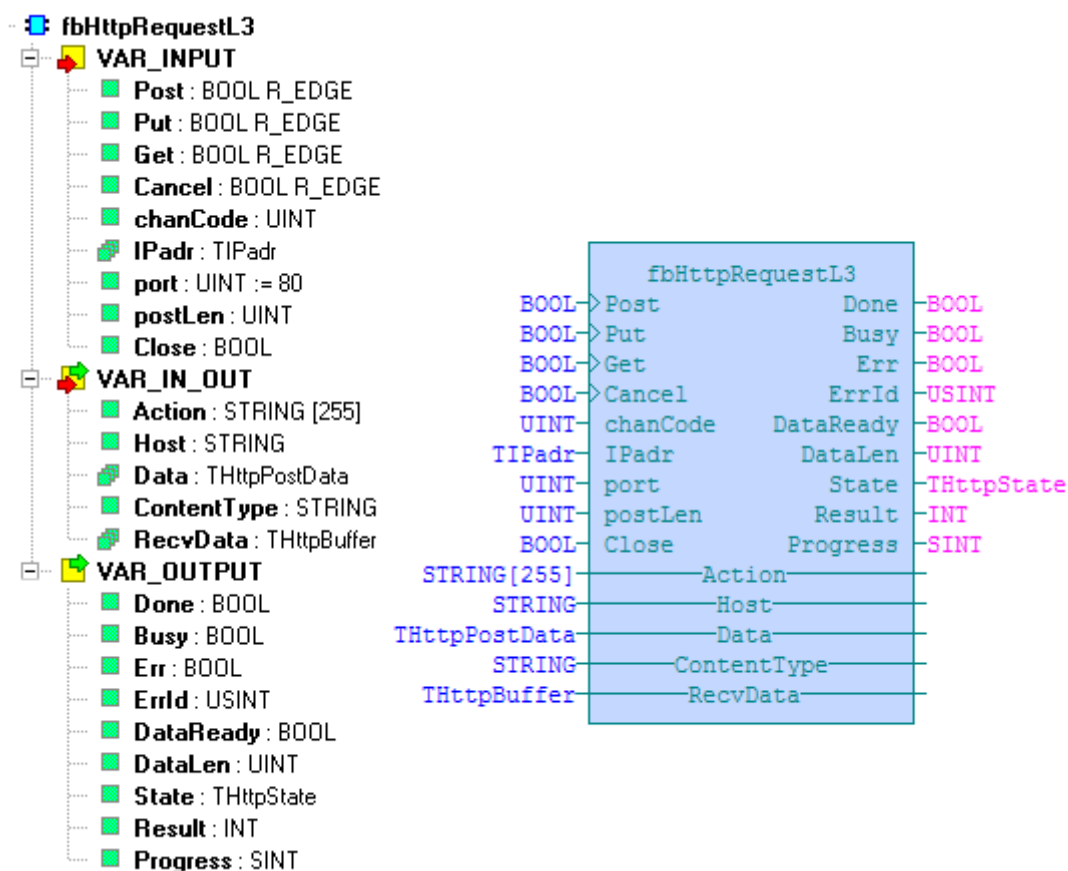 fbHttpRequestL3
VAR_INPUT
Post : BOOL R_EDGE
Put : BOOL R_EDGE
Get : BOOL R_EDGE
Cancel : BOOL R_EDGE
chanCode : UINT
IPadr : TIPadr
port : UINT := 80
postLen : UINT
Close : BOOL
VAR_IN_OUT
Action : STRING [255]
Host : STRING
Data : THttpPostData
ContentType : STRING
RecvData : THttpBuffer
VAR_OUTPUT
Done : BOOL
Busy : BOOL
Err : BOOL
ErrId : USINT
DataReady : BOOL
DataLen : UINT
State : THttpState
Result : INT
Progress : SINT
fbHttpRequestL3
BOOL Post Done BOOL
BOOL Put Busy BOOL
BOOL Get Err BOOL
BOOL Cancel ErrId USINT
UINT chanCode DataReady BOOL
TIPadr IPadr DataLen UINT
UINT port State THttpState
UINT postLen Result INT
BOOL Close Progress SINT
STRING[255] Action
STRING Host
THttpPostData Data
STRING ContentType
THttpBuffer RecvData